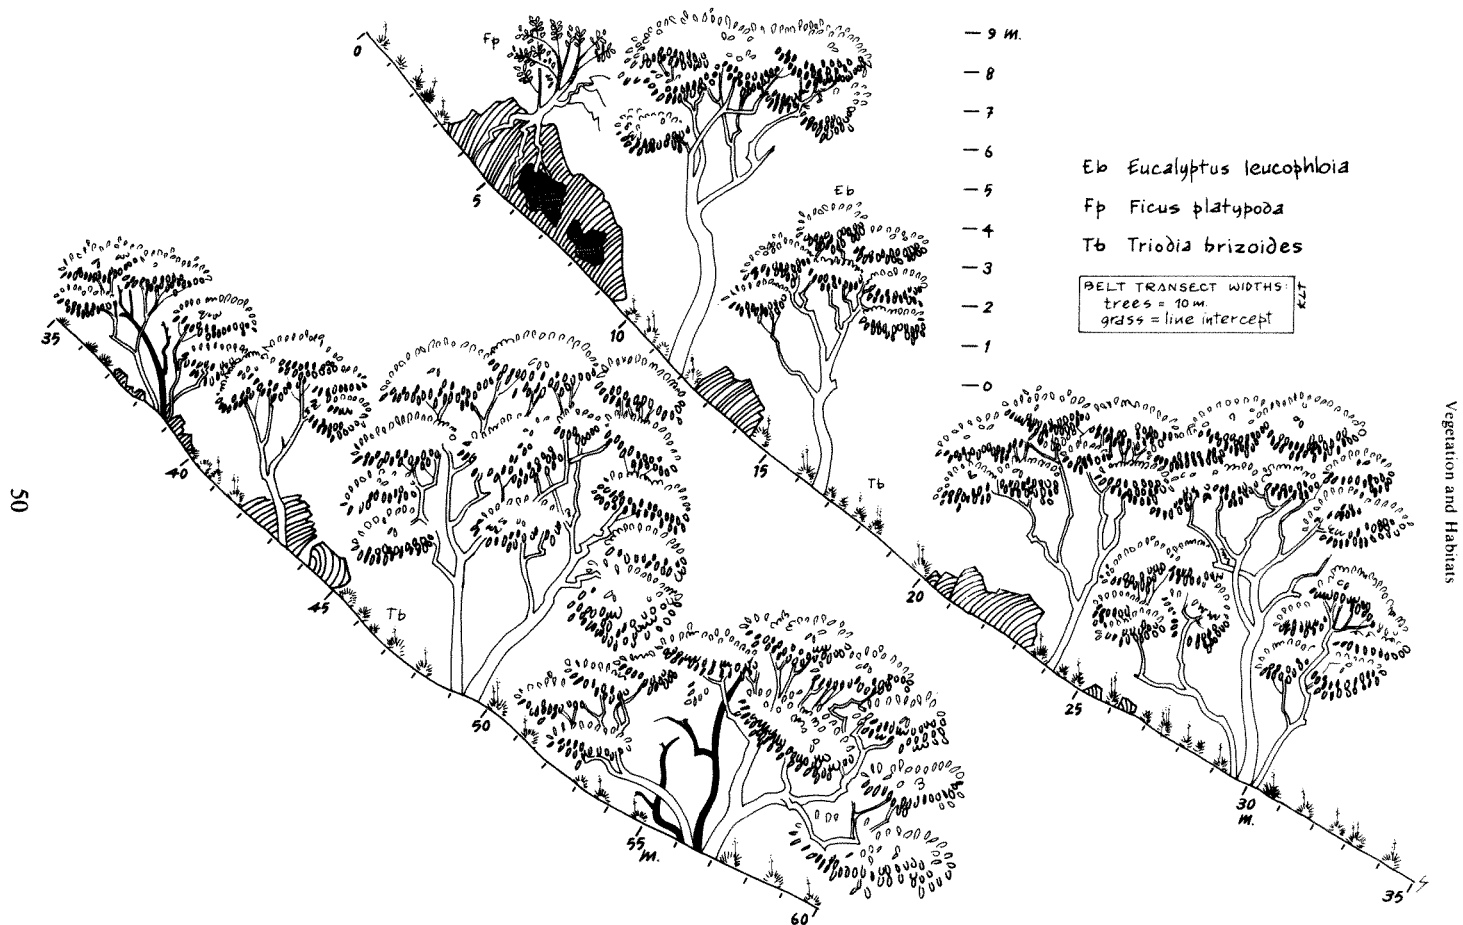 0
Fp
5
10
15
20
25
30
m.
35
Eb
Tb
9 m.
8
7
6
5
4
3
2
1
0
Eb Eucalyptus leucophloia
Fp Ficus platypoda
Tb Triodia brizoides
BELT TRANSECT WIDTHS:
trees = 10 m.
grass = line intercept
35
40
45
Tb
50
55
m.
60
50
Vegetation and Habitats